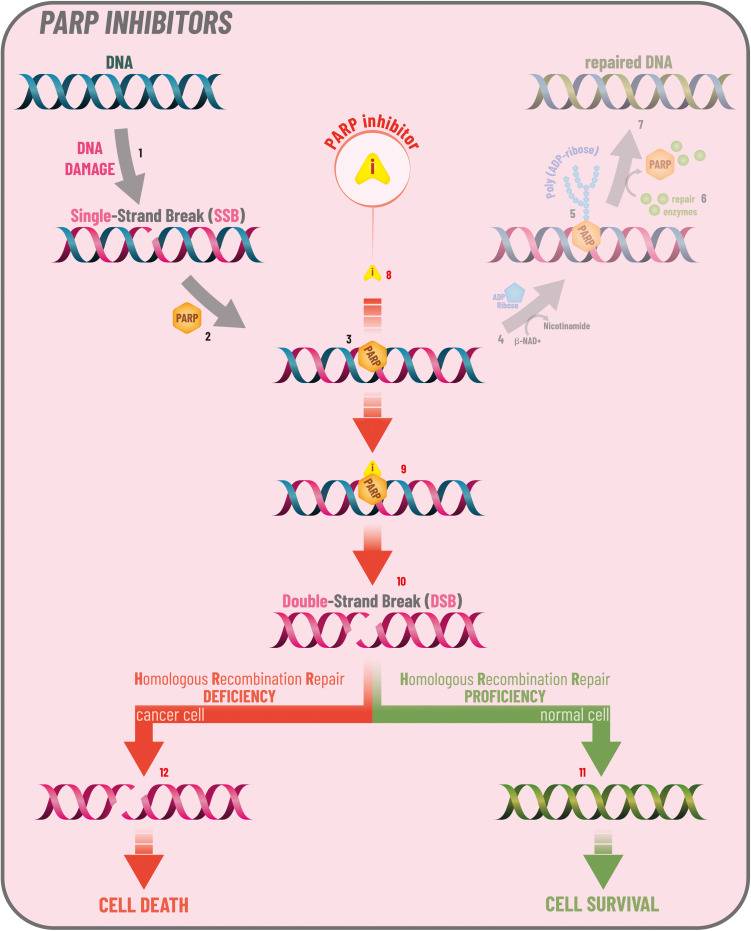 PARP INHIBITORS
DNA
repaired DNA
DNA
DAMAGE
1
PARP inhibitor
i
7
PARP
Poly (ADP-ribose)
6
repair
enzymes
5
PARP
Single-Strand Break (SSB)
PARP
2
i
8
ADP
Ribose
4
β-NAD+
Nicotinamide
3
PARP
i
9
PARP
10
Double-Strand Break (DSB)
Homologous Recombination Repair
DEFICIENCY
cancer cell
Homologous Recombination Repair
PROFICIENCY
normal cell
12
11
CELL DEATH
CELL SURVIVAL